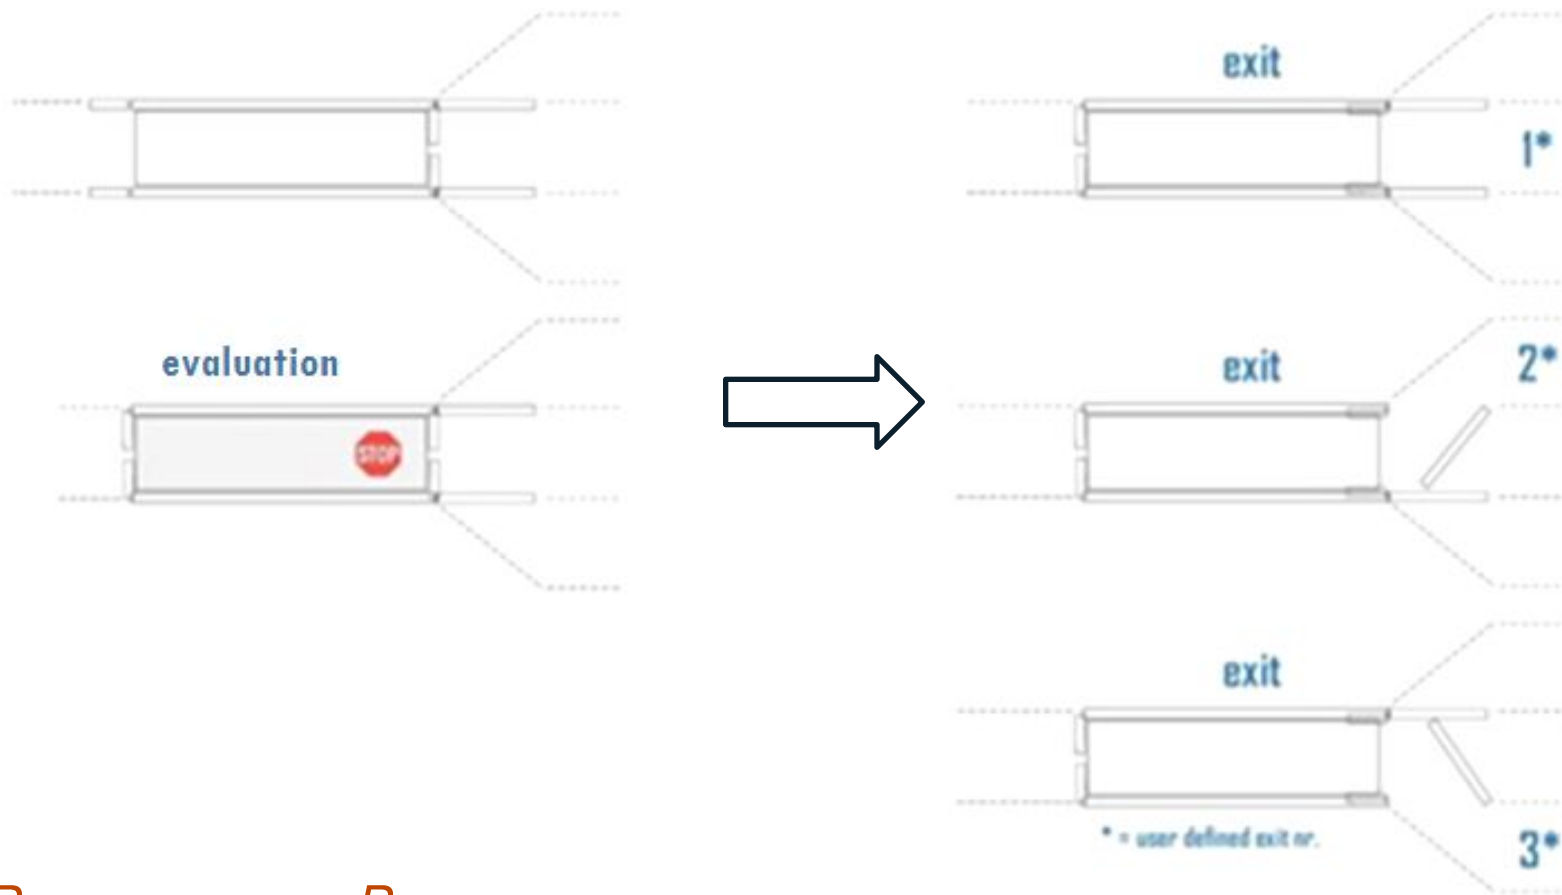 exit
1*
evaluation
STOP
exit
2*
exit
* = user defined exit nr.
3*